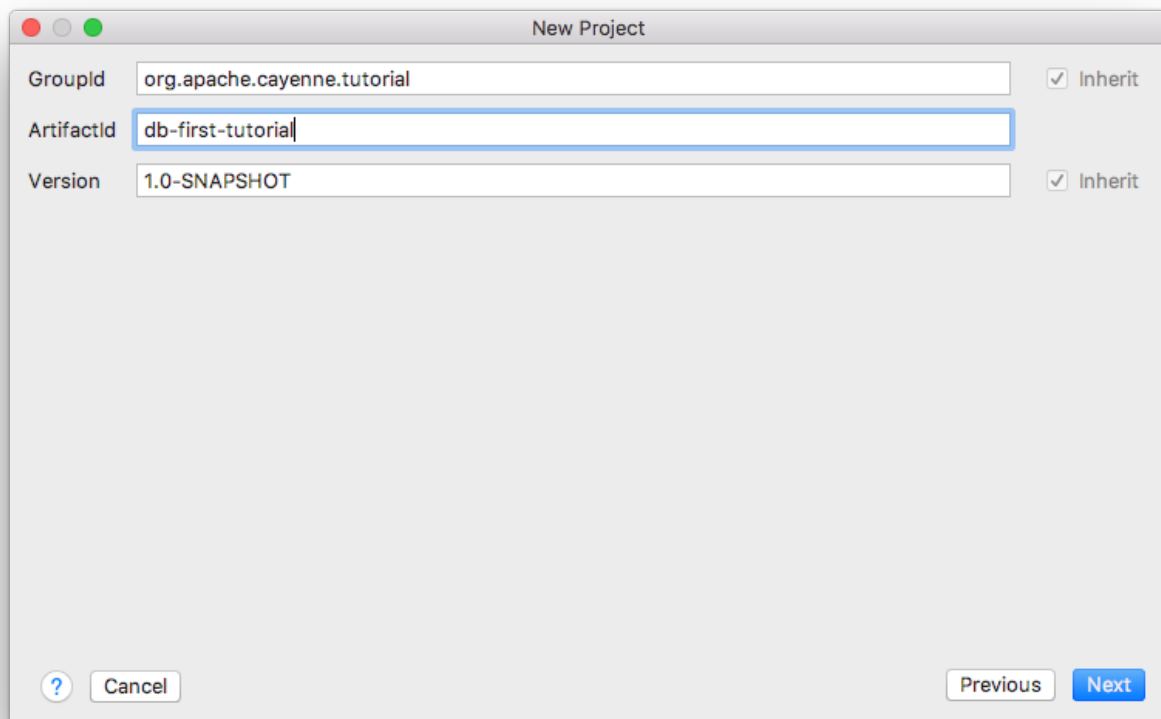 New Project
GroupId org.apache.cayenne.tutorial Inherit
ArtifactId db-first-tutorial
Version 1.0-SNAPSHOT Inherit
? Cancel Previous Next